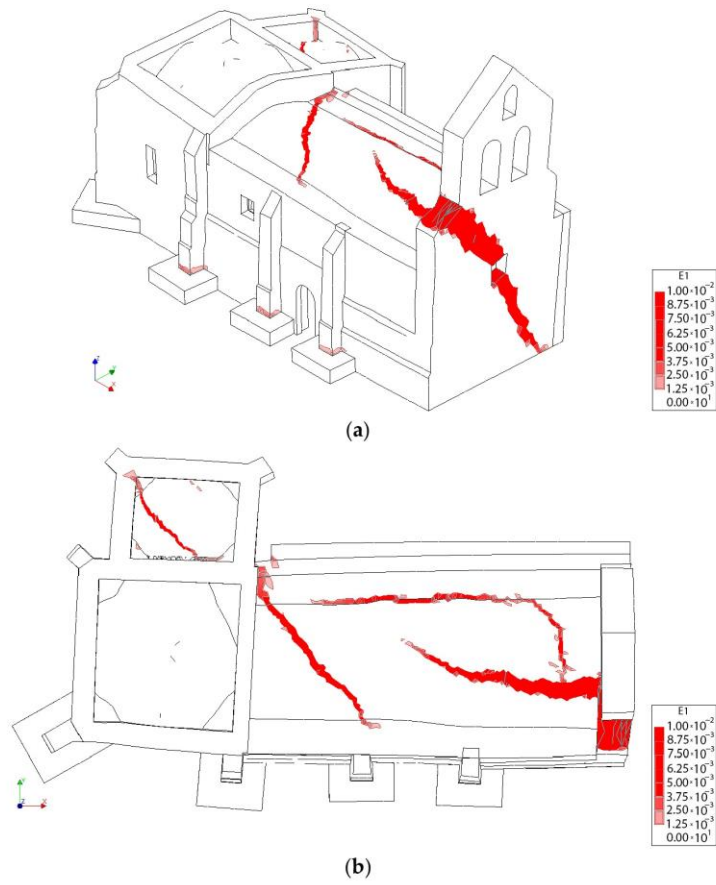 E1
1.00•10⁻²
8.75•10⁻³
7.50•10⁻³
6.25•10⁻³
5.00•10⁻³
3.75•10⁻³
2.50•10⁻³
1.25•10⁻³
0.00•10¹
Z
Y
X
(a)
E1
1.00•10⁻²
8.75•10⁻³
7.50•10⁻³
6.25•10⁻³
5.00•10⁻³
3.75•10⁻³
2.50•10⁻³
1.25•10⁻³
0.00•10¹
Y
Z
X
(b)